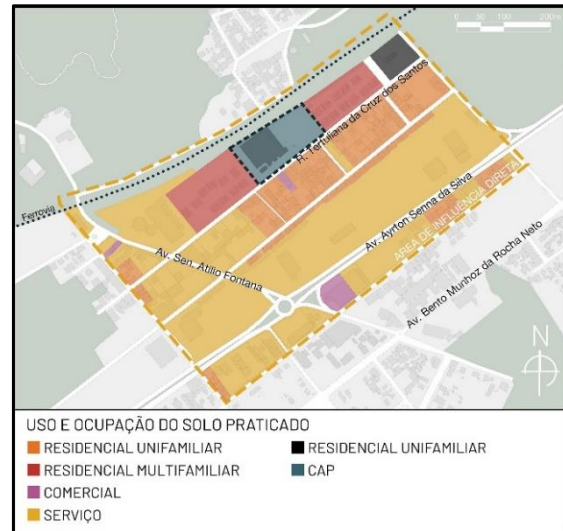 0 50 100 200m
R. Tertuliana da Cruz dos Santos
Ferrovia
Av. Ayrton Senna da Silva
ÁREA DE INFLUÊNCIA DIRETA
Av. Sen. Atílio Fontana
Av. Bento Munhoz da Rocha Neto
N
USO E OCUPAÇÃO DO SOLO PRATICADO
RESIDENCIAL UNIFAMILIAR
RESIDENCIAL UNIFAMILIAR
RESIDENCIAL MULTIFAMILIAR
CAP
COMERCIAL
SERVIÇO